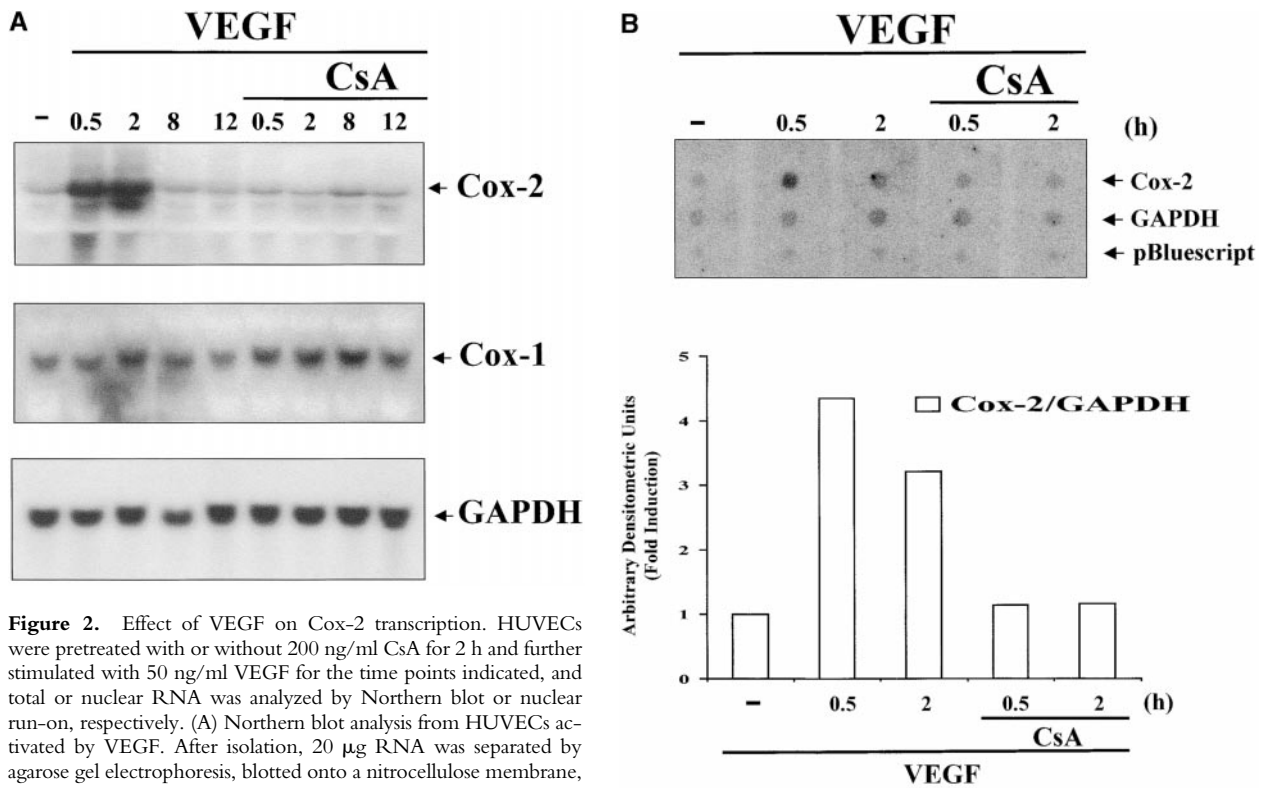 A
VEGF
CsA
- 0.5 2 8 12 0.5 2 8 12
Cox-2
Cox-1
GAPDH
Figure 2. Effect of VEGF on Cox-2 transcription. HUVECs
were pretreated with or without 200 ng/ml CsA for 2 h and further
stimulated with 50 ng/ml VEGF for the time points indicated, and
total or nuclear RNA was analyzed by Northern blot or nuclear
run-on, respectively. (A) Northern blot analysis from HUVECs ac-
tivated by VEGF. After isolation, 20 μg RNA was separated by
agarose gel electrophoresis, blotted onto a nitrocellulose membrane,
B
VEGF
CsA
- 0.5 2 0.5 2 (h)
Cox-2
GAPDH
pBluescript
Arbitrary Densitometric Units
(Fold Induction)
5
4
3
2
1
0
Cox-2/GAPDH
- 0.5 2 0.5 2 (h)
CsA
VEGF